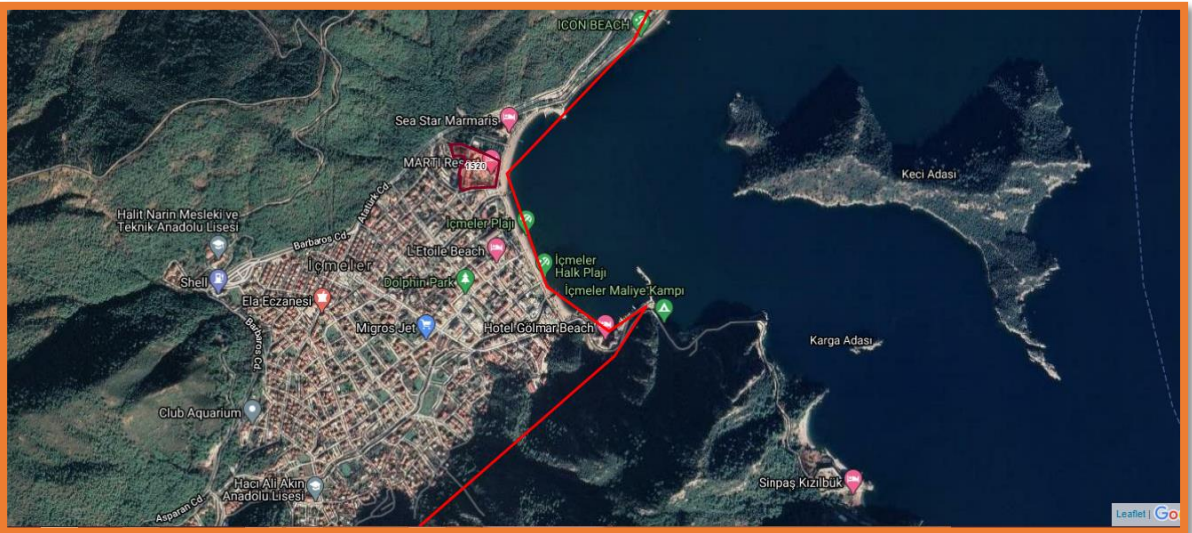 ICON BEACH
Sea Star Marmaris
MARTI Res
1520
Keci Adasi
Atatürk Cd
Halit Narin Mesleki ve
Teknik Anadolu Lisesi
İçmeler Plajı
Barbaros Cd
L'Etoile Beach
İçmeler
İçmeler
Halk Plajı
Shell
Dolphin Park
İçmeler Maliye Kampı
Ela Eczanesi
Migros Jet
Hotel Golmar Beach
Barbaros Cd
Karga Adası
Club Aquarium
Hacı Ali Akın
Anadolu Lisesi
Sinpaş Kızılbük
Asparan Cd
Leaflet | Go